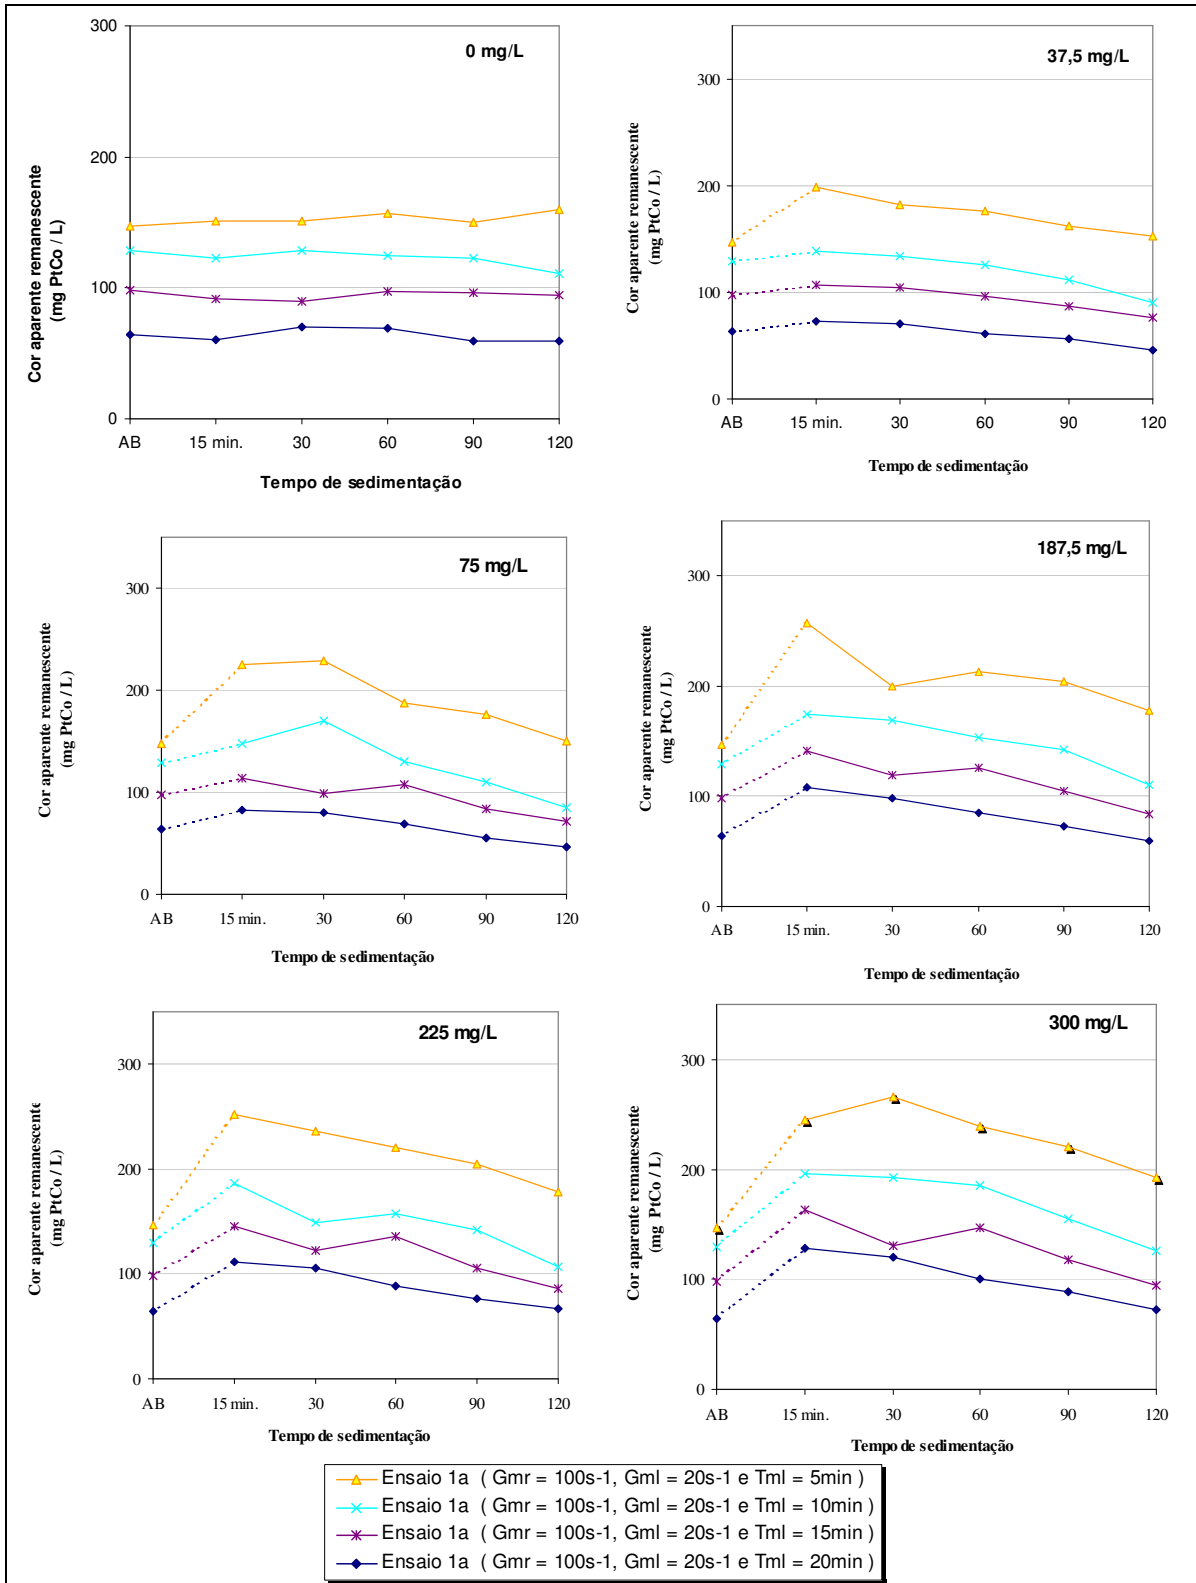 300
0 mg/L
200
100
0
Cor aparente remanescente
(mg PtCo / L)
AB 15 min. 30 60 90 120
Tempo de sedimentação
37,5 mg/L
300
200
100
0
Cor aparente remanescente
(mg PtCo / L)
AB 15 min. 30 60 90 120
Tempo de sedimentação
75 mg/L
300
200
100
0
Cor aparente remanescente
(mg PtCo / L)
AB 15 min. 30 60 90 120
Tempo de sedimentação
187,5 mg/L
300
200
100
0
Cor aparente remanescente
(mg PtCo / L)
AB 15 min. 30 60 90 120
Tempo de sedimentação
225 mg/L
300
200
100
0
Cor aparente remanescente
(mg PtCo / L)
AB 15 min. 30 60 90 120
Tempo de sedimentação
300 mg/L
300
200
100
0
Cor aparente remanescente
(mg PtCo / L)
AB 15 min. 30 60 90 120
Tempo de sedimentação
Ensaio 1a ( Gmr = 100s-1, Gml = 20s-1 e Tml = 5min )
Ensaio 1a ( Gmr = 100s-1, Gml = 20s-1 e Tml = 10min )
Ensaio 1a ( Gmr = 100s-1, Gml = 20s-1 e Tml = 15min )
Ensaio 1a ( Gmr = 100s-1, Gml = 20s-1 e Tml = 20min )